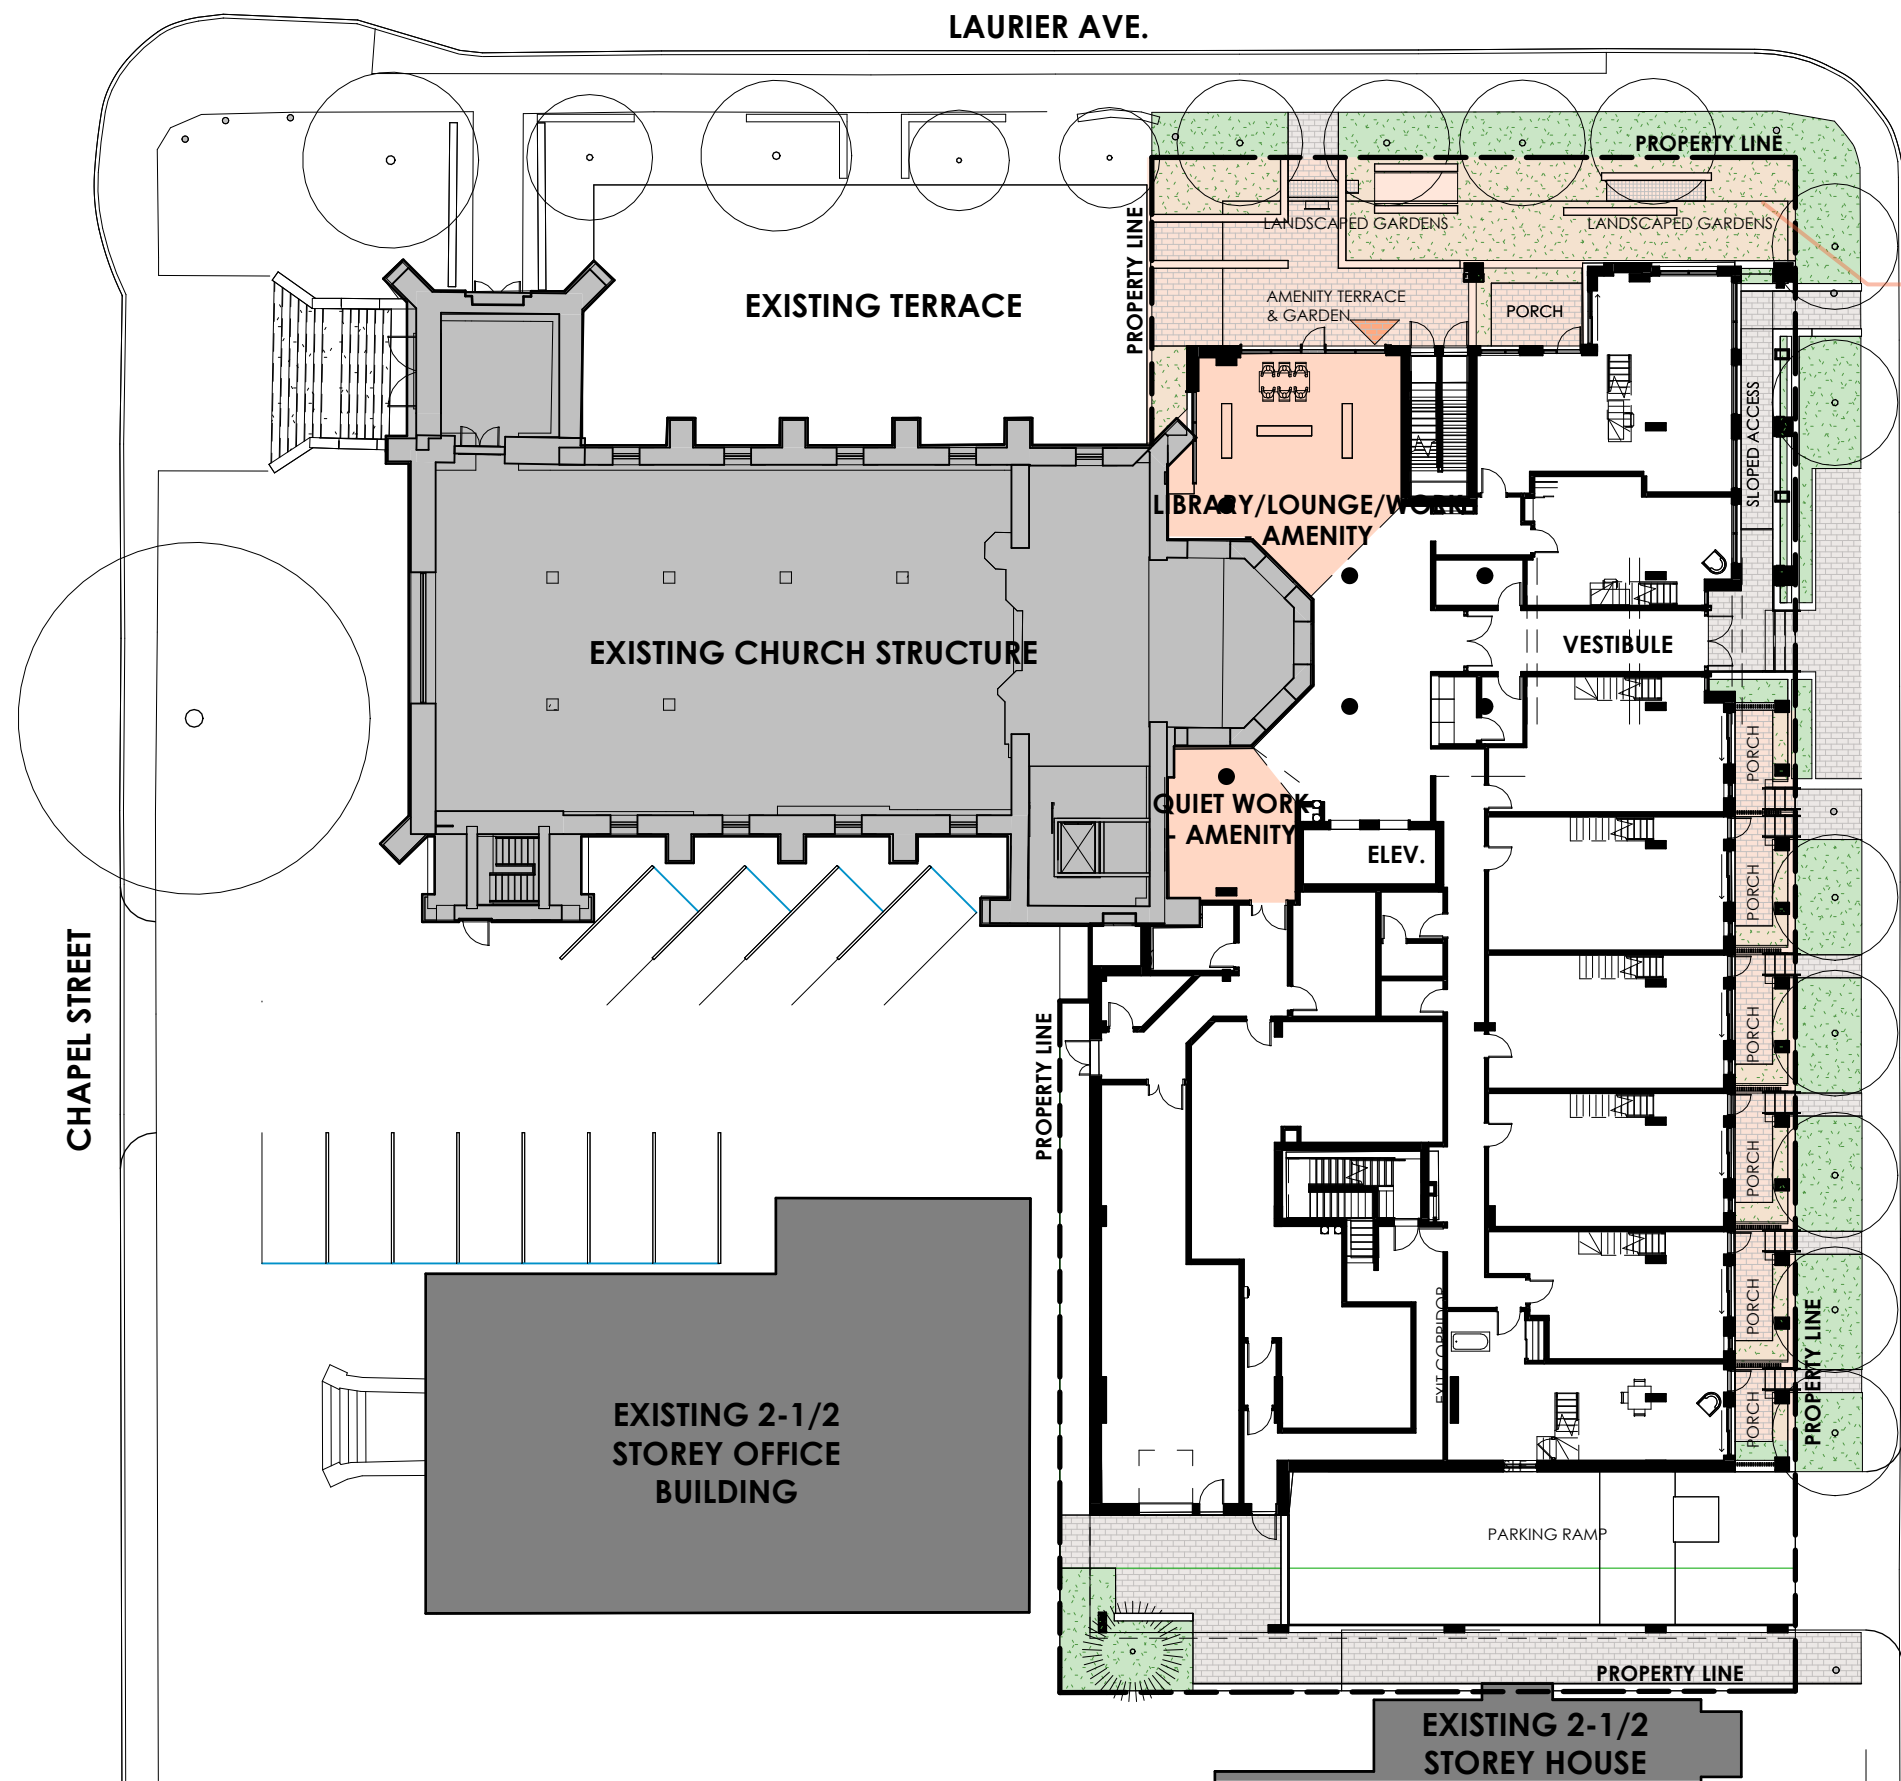 LAURIER AVE.
PROPERTY LINE
PROPERTY LINE
LANDSCAPED GARDENS
LANDSCAPED GARDENS
EXISTING TERRACE
AMENITY TERRACE
& GARDEN
PORCH
SLOPED ACCESS
LIBRARY/LOUNGE/WORK
- AMENITY
EXISTING CHURCH STRUCTURE
VESTIBULE
PORCH
QUIET WORK
- AMENITY
ELEV.
PORCH
CHAPEL STREET
PROPERTY LINE
PORCH
PORCH
PORCH
EXIT CORRIDOR
PROPERTY LINE
PORCH
EXISTING 2-1/2
STOREY OFFICE
BUILDING
PARKING RAMP
PROPERTY LINE
EXISTING 2-1/2
STOREY HOUSE